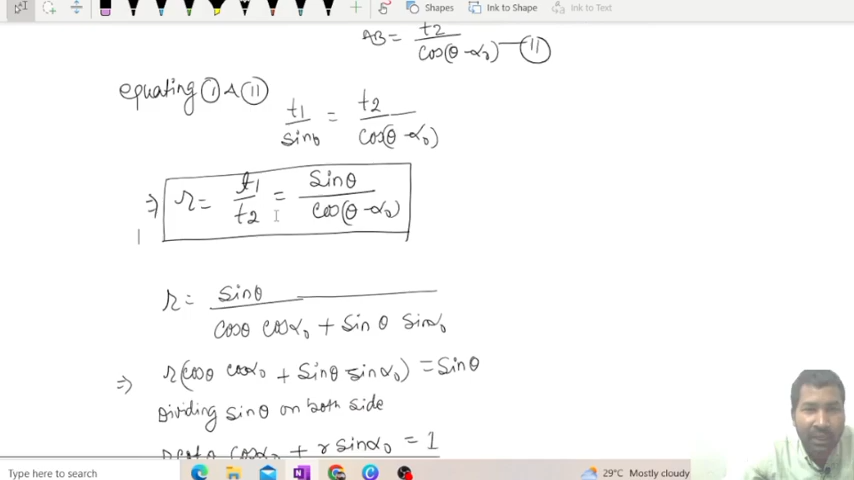 Shapes Ink to Shape Ink to Text
AB = t2 / cos(θ-α0) — II
equating I & II
t1 / sinθ = t2 / cos(θ-α0)
⇒ r = t1 / t2 = sinθ / cos(θ-α0)
r = sinθ / cosθ cosα0 + sinθ sinα0
⇒ r(cosθ cosα0 + sinθ sinα0) = sinθ
Dividing sinθ on both side
cosα0 + r sinα0 = 1
Type here to search 29°C Mostly cloudy